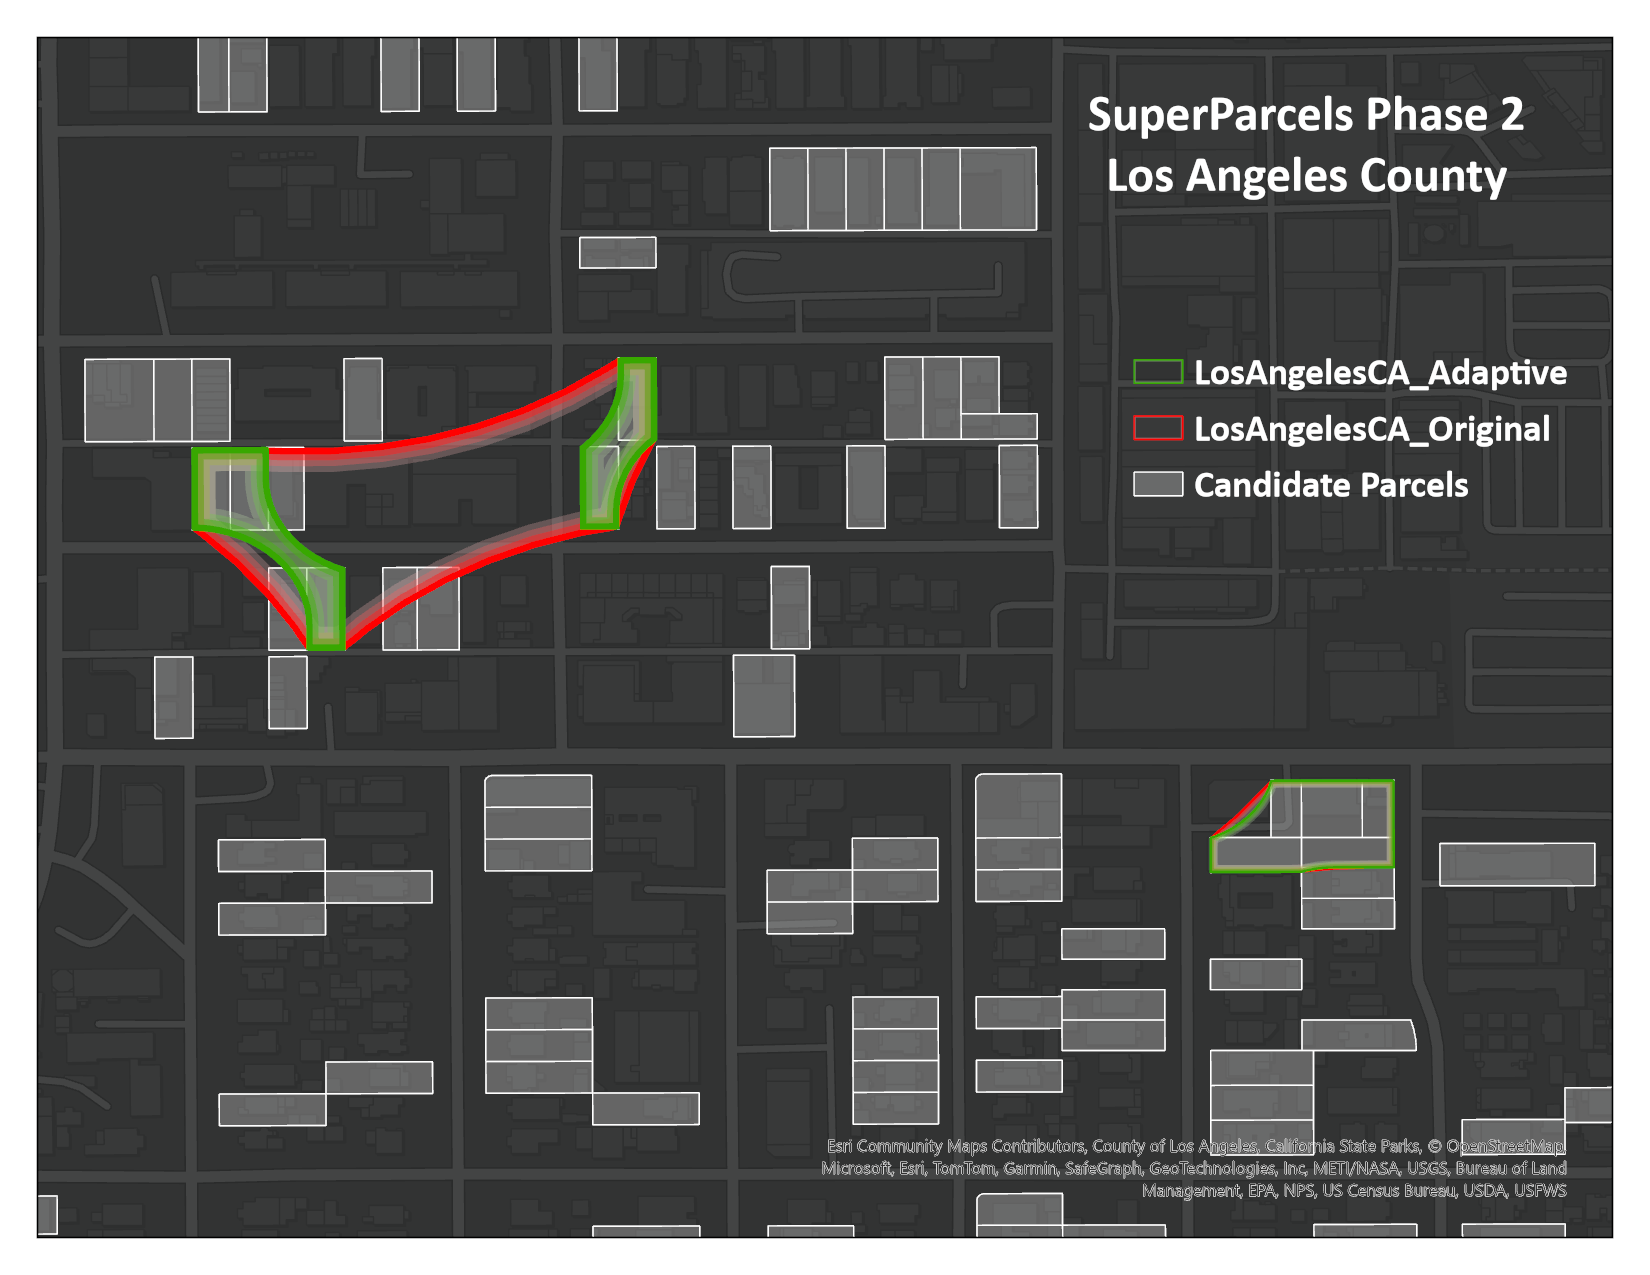 SuperParcels Phase 2
Los Angeles County
LosAngelesCA_Adaptive
LosAngelesCA_Original
Candidate Parcels
Esri Community Maps Contributors, County of Los Angeles, California State Parks, © OpenStreetMap,
Microsoft, Esri, TomTom, Garmin, SafeGraph, GeoTechnologies, Inc, METI/NASA, USGS, Bureau of Land
Management, EPA, NPS, US Census Bureau, USDA, USFWS